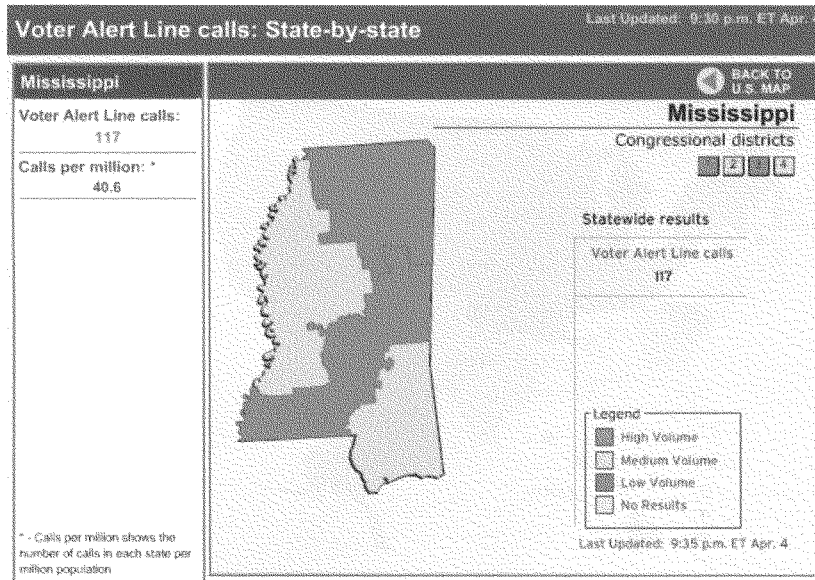 Voter Alert Line calls: State-by-state
Last Updated: 9:30 p.m. ET Apr. 4
Mississippi
Voter Alert Line calls:
117
Calls per million: *
40.6
* - Calls per million shows the
number of calls in each state per
million population
BACK TO
U.S. MAP
Mississippi
Congressional districts
2 3 4
Statewide results
Voter Alert Line calls
117
Legend
High Volume
Medium Volume
Low Volume
No Results
Last Updated: 9:35 p.m. ET Apr. 4